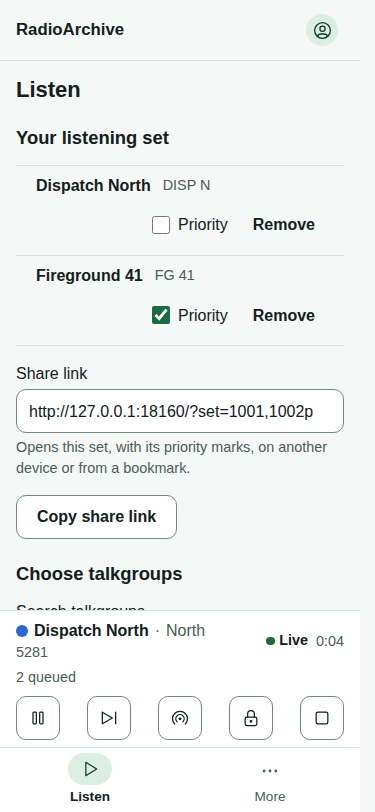 RadioArchive
Listen
Your listening set
Dispatch North DISP N
Priority Remove
Fireground 41 FG 41
Priority Remove
Share link
http://127.0.0.1:18160/?set=1001,1002p
Opens this set, with its priority marks, on another
device or from a bookmark.
Copy share link
Choose talkgroups
Search talkgroups
Dispatch North · North
5281
Live 0:04
2 queued
Listen More